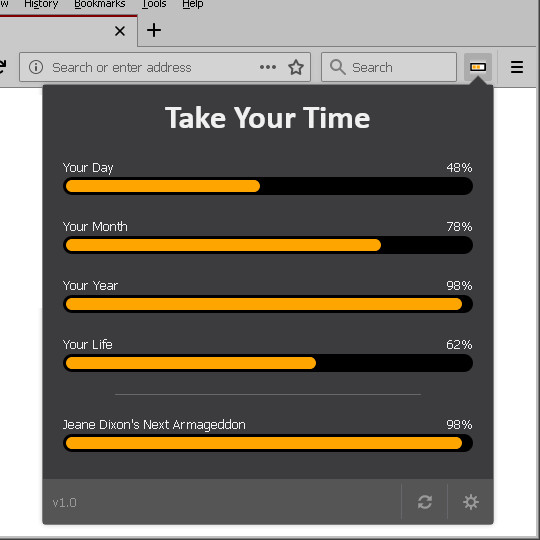 w History Bookmarks Tools Help
Search or enter address Search
Take Your Time
Your Day 48%
Your Month 78%
Your Year 98%
Your Life 62%
Jeane Dixon's Next Armageddon 98%
v1.0